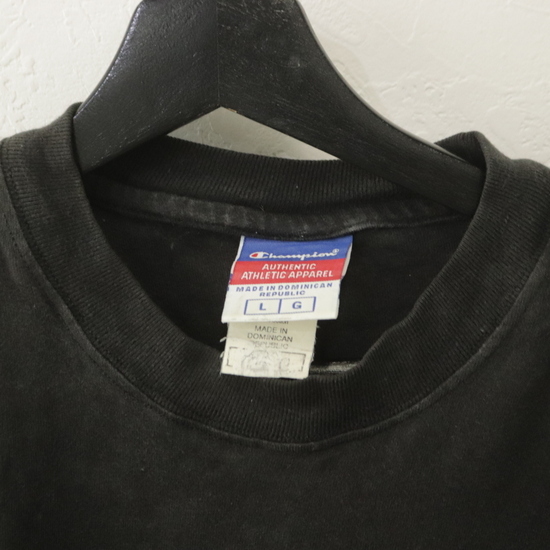 Champion
AUTHENTIC
ATHLETIC APPAREL
MADE IN DOMINICAN
REPUBLIC
L G
MADE IN
DOMINICAN